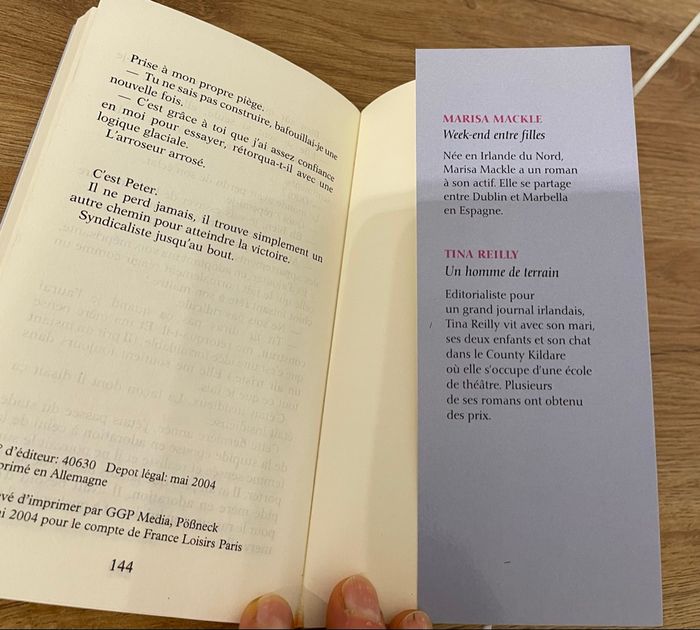 Prise à mon propre piège.
— Tu ne sais pas construire, bafouillai-je une
nouvelle fois.
— C'est grâce à toi que j'ai assez confiance
en moi pour essayer, rétorqua-t-il avec une
logique glaciale.
L'arroseur arrosé.
C'est Peter.
Il ne perd jamais, il trouve simplement un
autre chemin pour atteindre la victoire.
Syndicaliste jusqu'au bout.
d'éditeur: 40630 Depot légal: mai 2004
primé en Allemagne
vé d'imprimer par GGP Media, Pößneck
i 2004 pour le compte de France Loisirs Paris
144
MARISA MACKLE
Week-end entre filles
Née en Irlande du Nord,
Marisa Mackle a un roman
à son actif. Elle se partage
entre Dublin et Marbella
en Espagne.
TINA REILLY
Un homme de terrain
Editorialiste pour
un grand journal irlandais,
Tina Reilly vit avec son mari,
ses deux enfants et son chat
dans le County Kildare
où elle s'occupe d'une école
de théâtre. Plusieurs
de ses romans ont obtenu
des prix.